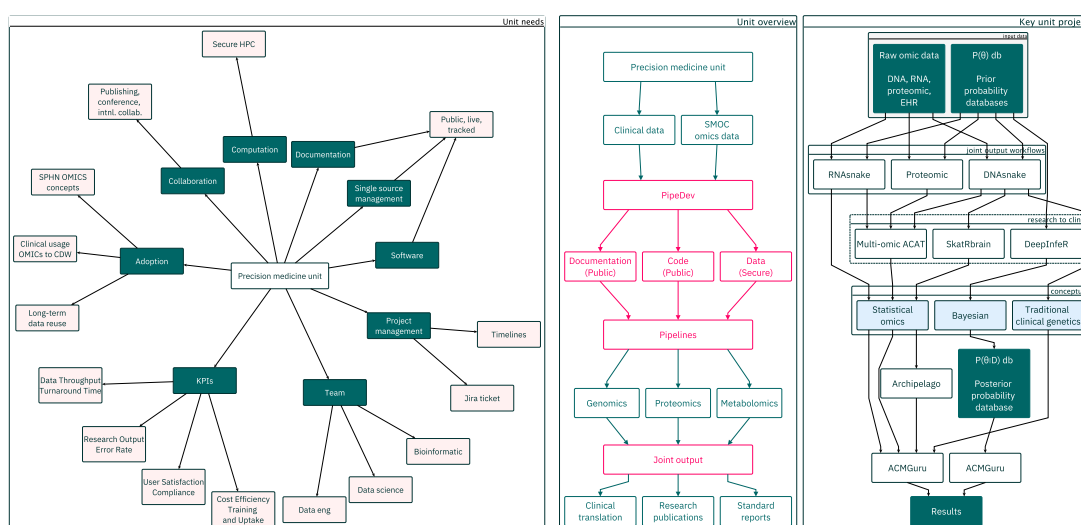 Unit needs
Secure HPC
Publishing,
conference,
intnl. collab.
Public, live,
tracked
Computation
Documentation
Collaboration
Single source
management
SPHN OMICS
concepts
Clinical usage
OMICs to CDW
Adoption
Software
Precision medicine unit
Long-term
data reuse
Project
management
Timelines
KPIs
Data Throughput
Turnaround Time
Team
Jira ticket
Research Output
Error Rate
Bioinformatic
User Satisfaction
Compliance
Data science
Cost Efficiency
Training
and Uptake
Data eng
Unit overview
Precision medicine unit
Clinical data
SMOC
omics data
PipeDev
Documentation
(Public)
Code
(Public)
Data
(Secure)
Pipelines
Genomics
Proteomics
Metabolomics
Joint output
Clinical
translation
Research
publications
Standard
reports
Key unit
input data
Raw omic data
DNA, RNA,
proteomic,
EHR
P(θ) db
Prior
probability
databases
joint output workflows
RNAsnake
Proteomic
DNAsnake
research to
Multi-omic ACAT
SkatRbrain
DeepInfeR
Statistical
omics
Bayesian
Traditional
clinical genetics
Archipelago
P(θ|D) db
Posterior
probability
database
ACMGuru
ACMGuru
Results